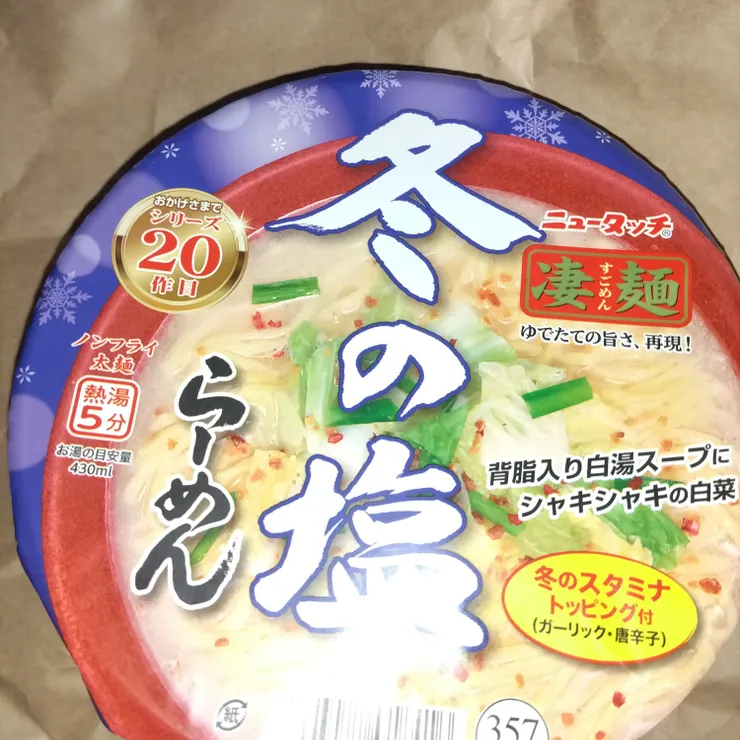 おかげさまで
シリーズ
20
作目
冬の塩
らーめん
ニュータッチ®
凄麺
すごめん
ゆでたての旨さ、再現!
ノンフライ
太麺
熱湯
5分
お湯の目安量
430ml
背脂入り白湯スープに
シャキシャキの白菜
冬のスタミナ
トッピング付
(ガーリック・唐辛子)
紙
357